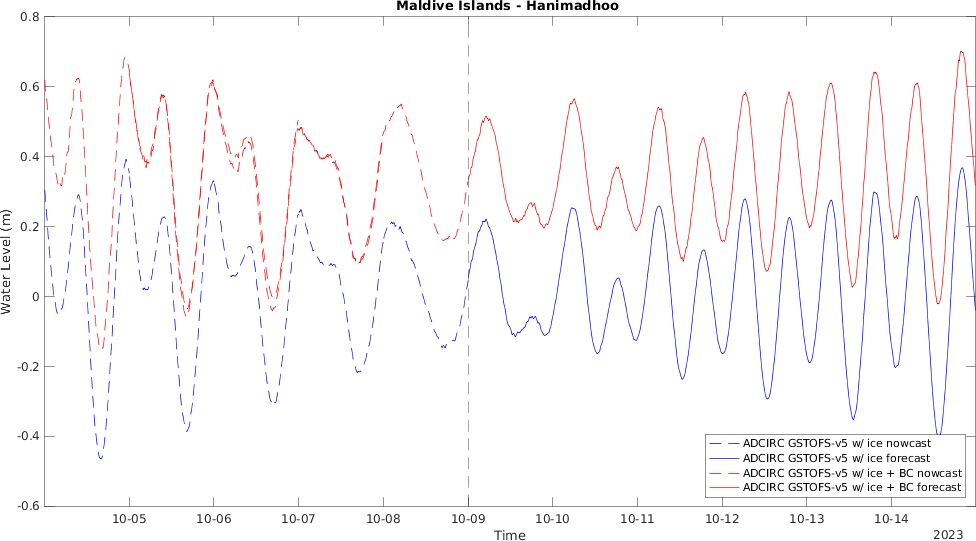 Maldive Islands - Hanimadhoo
0.8
0.6
0.4
0.2
0
-0.2
-0.4
-0.6
Water Level (m)
ADCIRC GSTOFS-v5 w/ ice nowcast
ADCIRC GSTOFS-v5 w/ ice forecast
ADCIRC GSTOFS-v5 w/ ice + BC nowcast
ADCIRC GSTOFS-v5 w/ ice + BC forecast
10-05 10-06 10-07 10-08 10-09 10-10 10-11 10-12 10-13 10-14
Time
2023